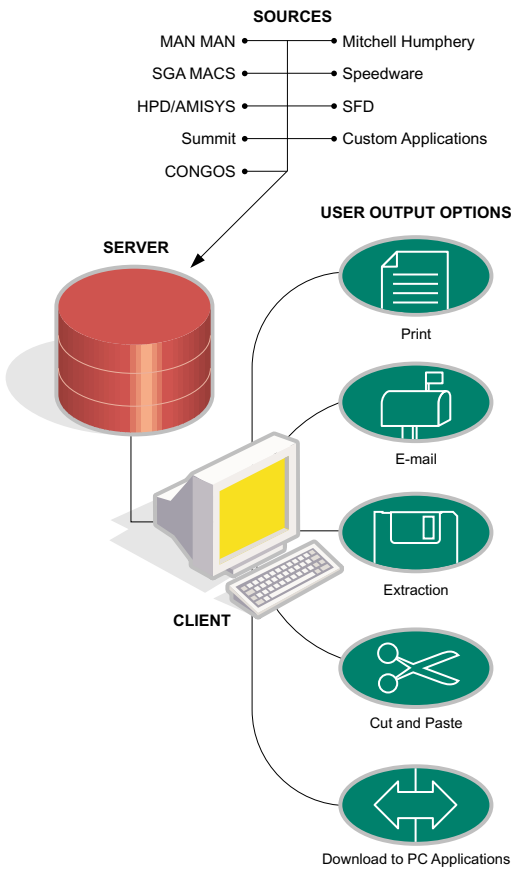 SOURCES
MAN MAN
Mitchell Humphery
SGA MACS
Speedware
HPD/AMISYS
SFD
Summit
Custom Applications
CONGOS
USER OUTPUT OPTIONS
SERVER
Print
E-mail
Extraction
CLIENT
Cut and Paste
Download to PC Applications